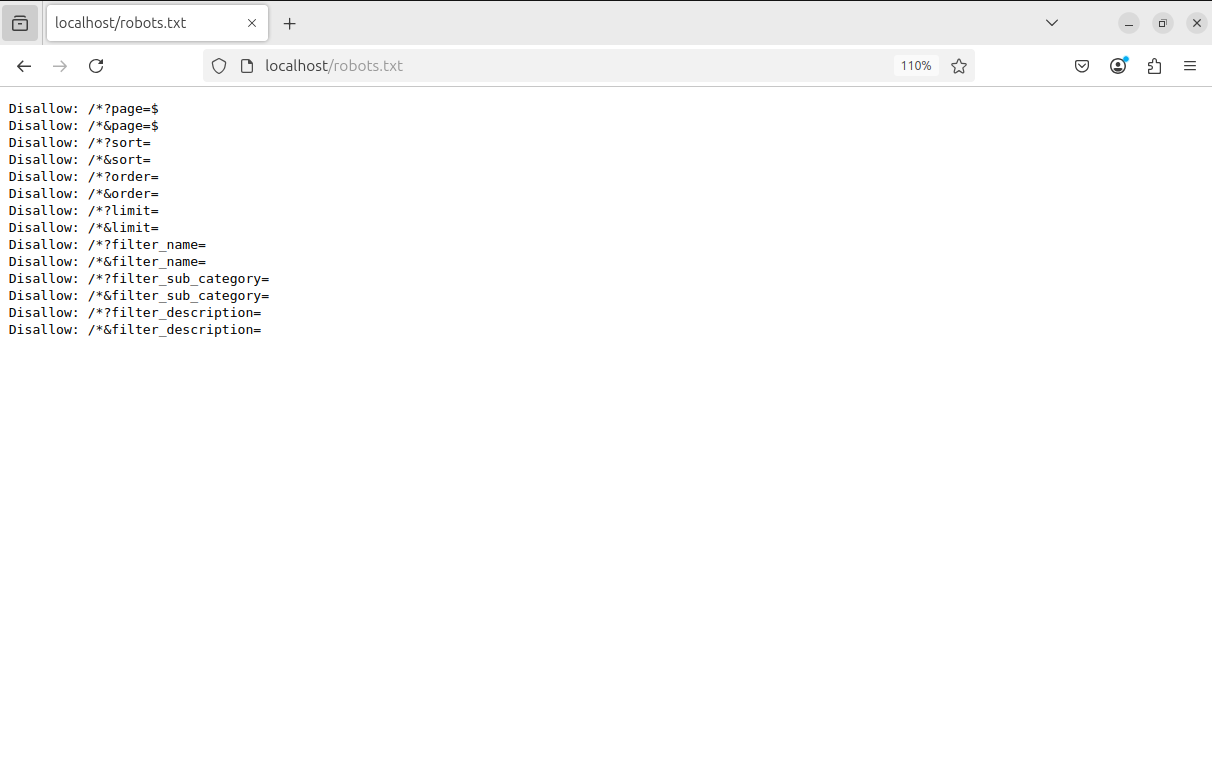 localhost/robots.txt
localhost/robots.txt
110%
Disallow: /*?page=$
Disallow: /*&page=$
Disallow: /*?sort=
Disallow: /*&sort=
Disallow: /*?order=
Disallow: /*&order=
Disallow: /*?limit=
Disallow: /*&limit=
Disallow: /*?filter_name=
Disallow: /*&filter_name=
Disallow: /*?filter_sub_category=
Disallow: /*&filter_sub_category=
Disallow: /*?filter_description=
Disallow: /*&filter_description=